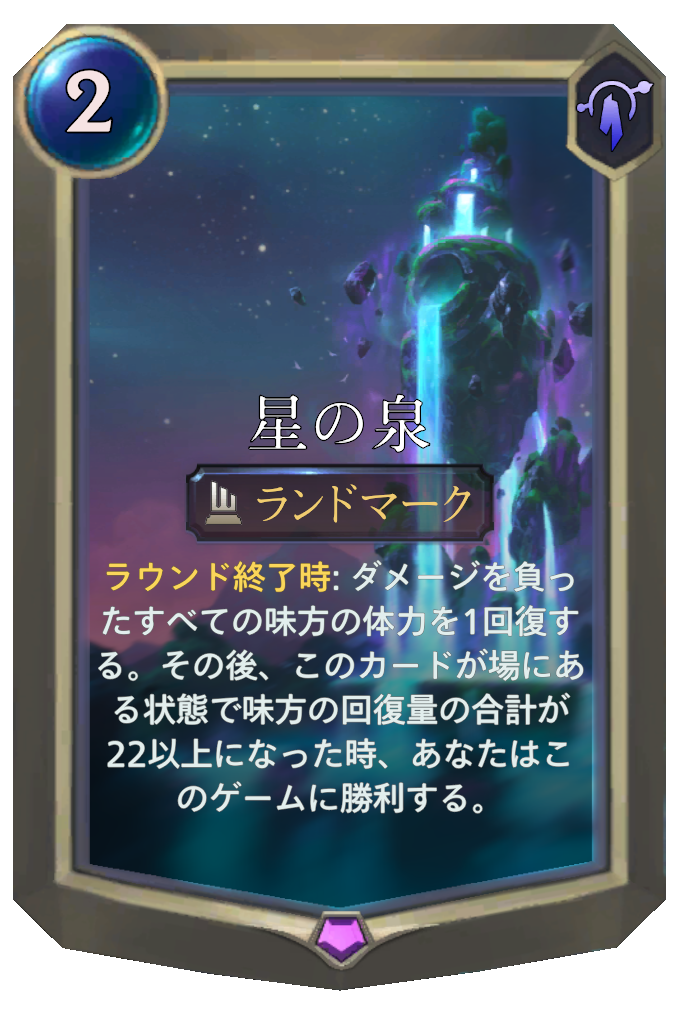 2
星の泉
ランドマーク
ラウンド終了時: ダメージを負っ
たすべての味方の体力を1回復す
る。その後、このカードが場にあ
る状態で味方の回復量の合計が
22以上になった時、あなたはこ
のゲームに勝利する。